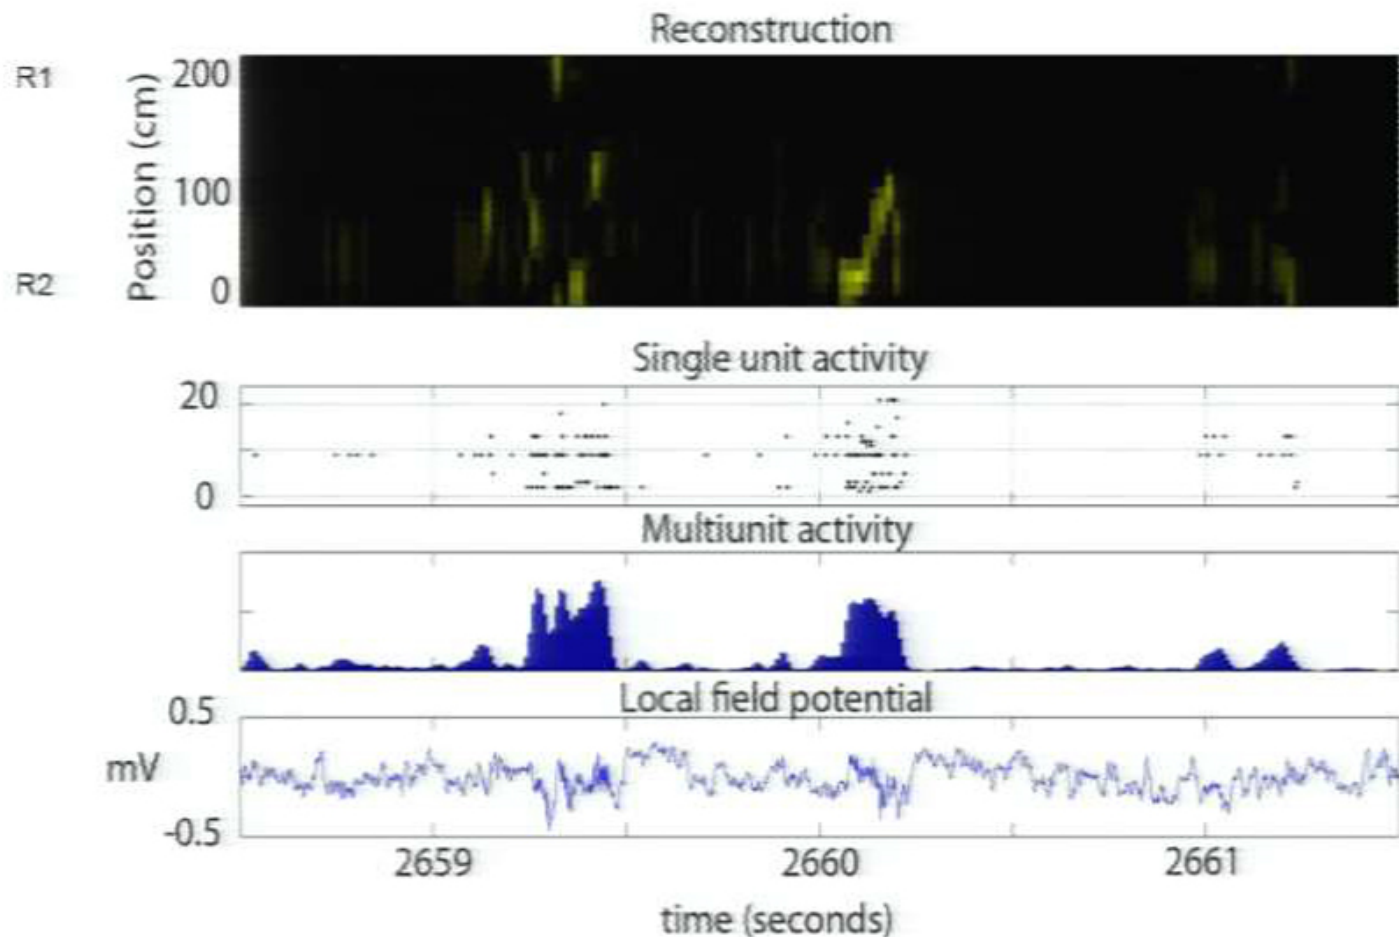 Reconstruction
R1
R2
Position (cm)
200
100
0
Single unit activity
20
0
Multiunit activity
Local field potential
0.5
mV
-0.5
2659 2660 2661
time (seconds)